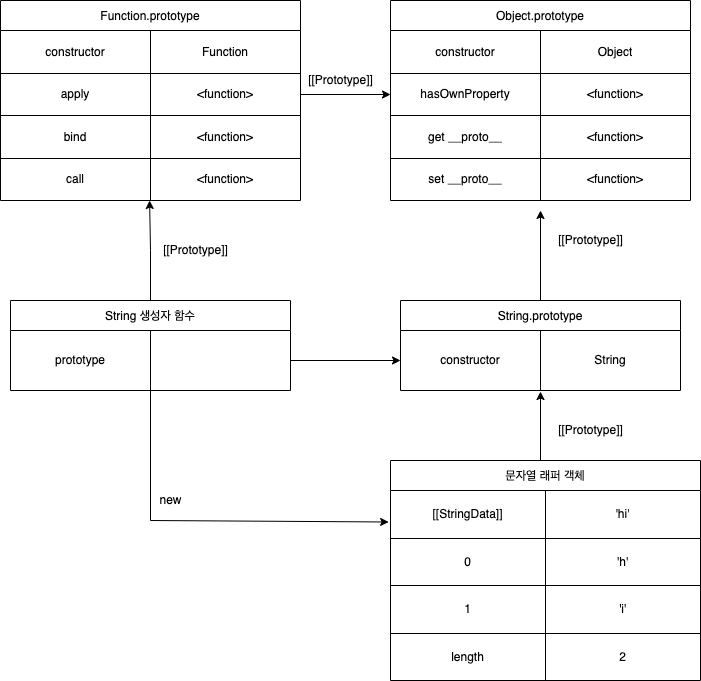 Function.prototype
constructor Function
apply <function>
bind <function>
call <function>
[[Prototype]]
Object.prototype
constructor Object
hasOwnProperty <function>
get __proto__ <function>
set __proto__ <function>
[[Prototype]]
[[Prototype]]
String 생성자 함수
prototype
String.prototype
constructor String
[[Prototype]]
new
문자열 래퍼 객체
[[StringData]] 'hi'
0 'h'
1 'i'
length 2